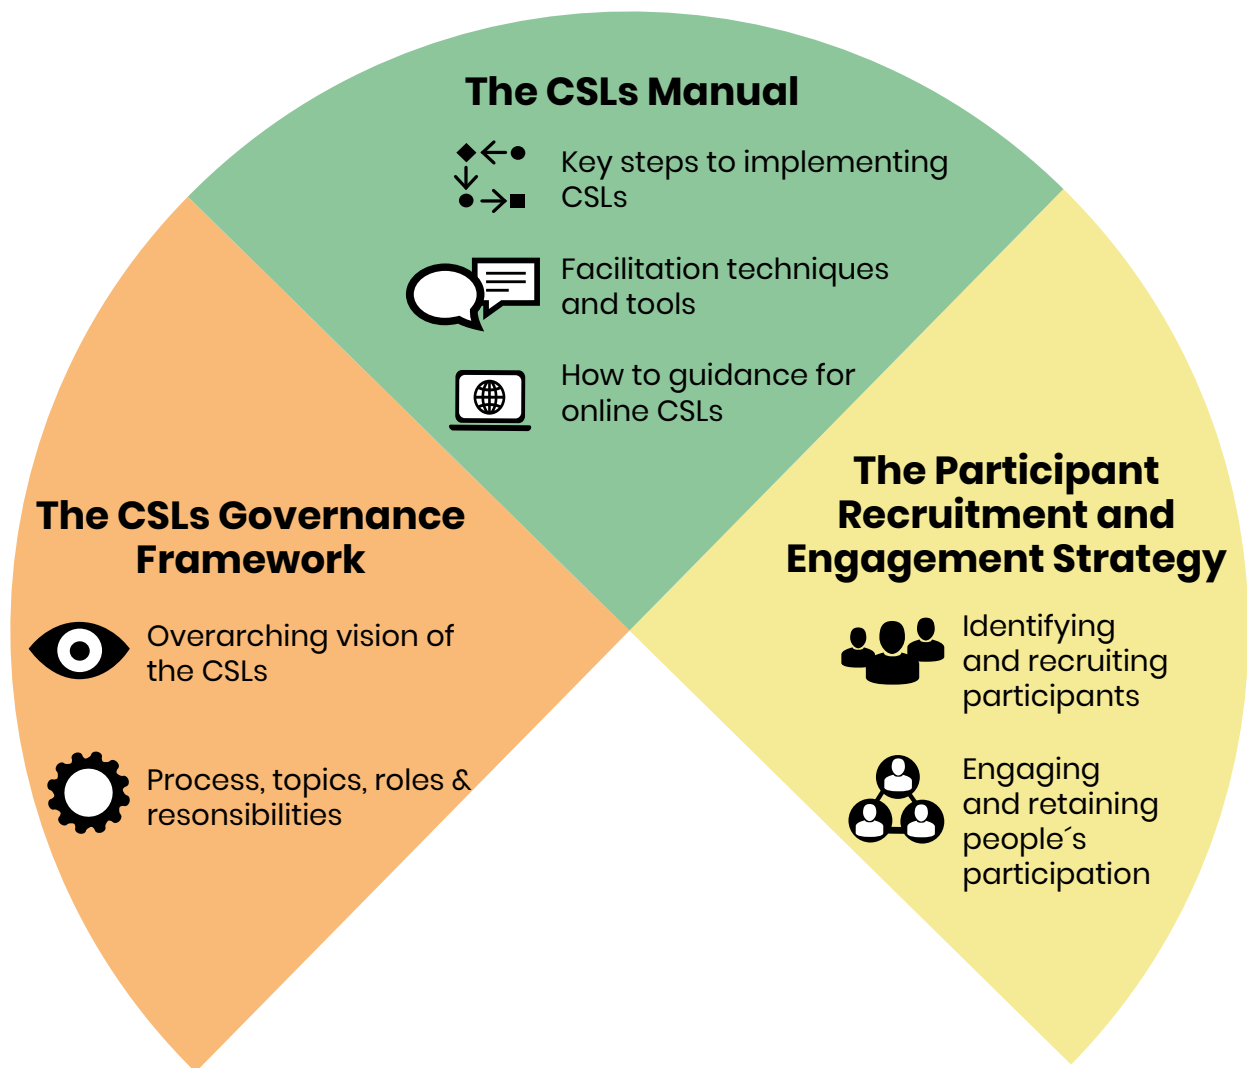 The CSLs Manual
Key steps to implementing
CSLs
Facilitation techniques
and tools
How to guidance for
online CSLs
The CSLs Governance
Framework
Overarching vision of
the CSLs
Process, topics, roles &
resonsibilities
The Participant
Recruitment and
Engagement Strategy
Identifying
and recruiting
participants
Engaging
and retaining
people´s
participation